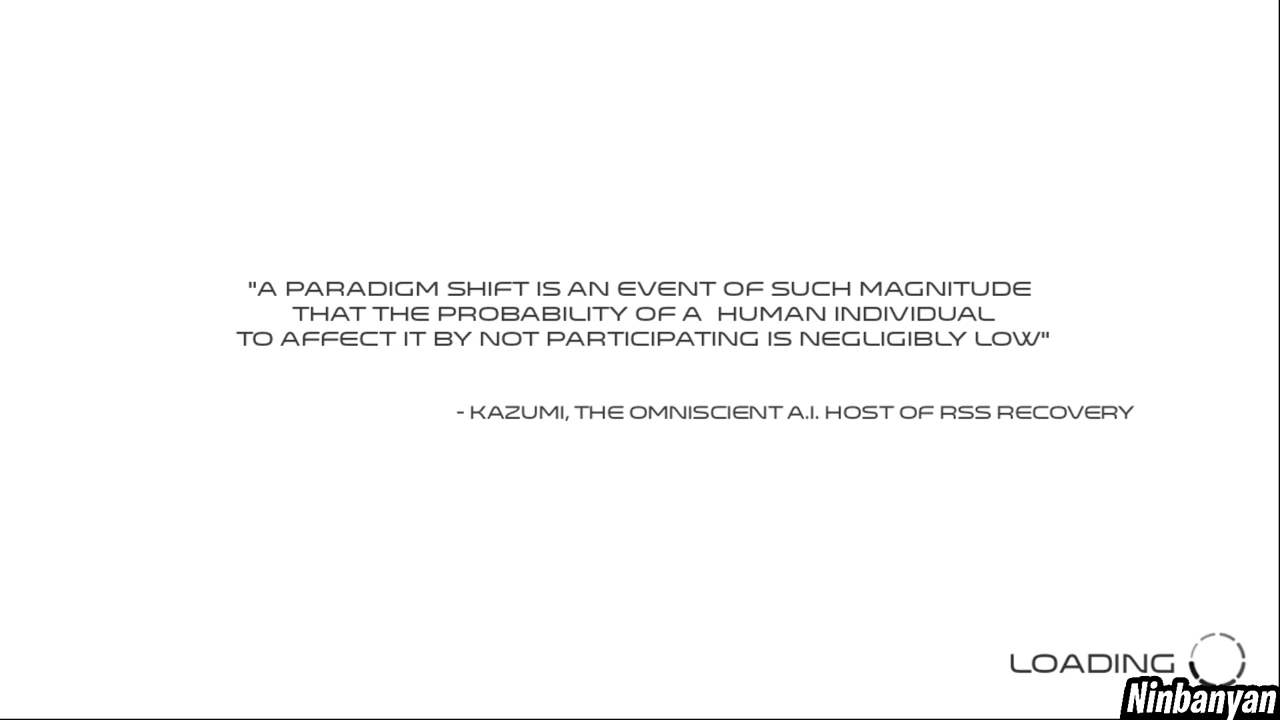 "A PARADIGM SHIFT IS AN EVENT OF SUCH MAGNITUDE
THAT THE PROBABILITY OF A  HUMAN INDIVIDUAL
TO AFFECT IT BY NOT PARTICIPATING IS NEGLIGIBLY LOW"
- KAZUMI, THE OMNISCIENT A.I. HOST OF RSS RECOVERY
LOADING
Ninbanyan